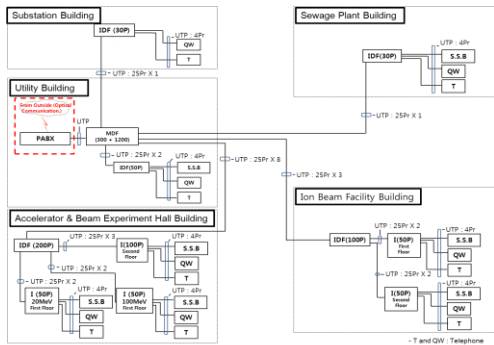 Substation Building
IDF (30P)
UTP : 4Pr
QW
T
UTP : 25Pr X 1
Utility Building
From Outside (Optical
Communication.)
UTP
PABX
MDF
(300 + 1200)
UTP : 25Pr X 2
UTP : 4Pr
IDF(50P)
S.S.B
QW
T
UTP : 25Pr X 8
Accelerator & Beam Experiment Hall Building
IDF (200P)
UTP : 25Pr X 3
I(100P)
Second
Floor
UTP : 4Pr
S.S.B
QW
T
UTP : 25Pr X 2
UTP : 25Pr X 2
I (50P)
20MeV
First Floor
UTP : 4Pr
S.S.B
QW
T
I (50P)
100MeV
First Floor
UTP : 4Pr
S.S.B
QW
T
Sewage Plant Building
IDF(30P)
UTP : 4Pr
S.S.B
QW
T
UTP : 25Pr X 1
UTP : 25Pr X 3
Ion Beam Facility Building
IDF(100P)
UTP : 25Pr X 2
I(50P)
First
Floor
UTP : 4Pr
S.S.B
QW
T
UTP : 25Pr X 2
I(50P)
Second
Floor
UTP : 4Pr
S.S.B
QW
T
- T and QW : Telephone